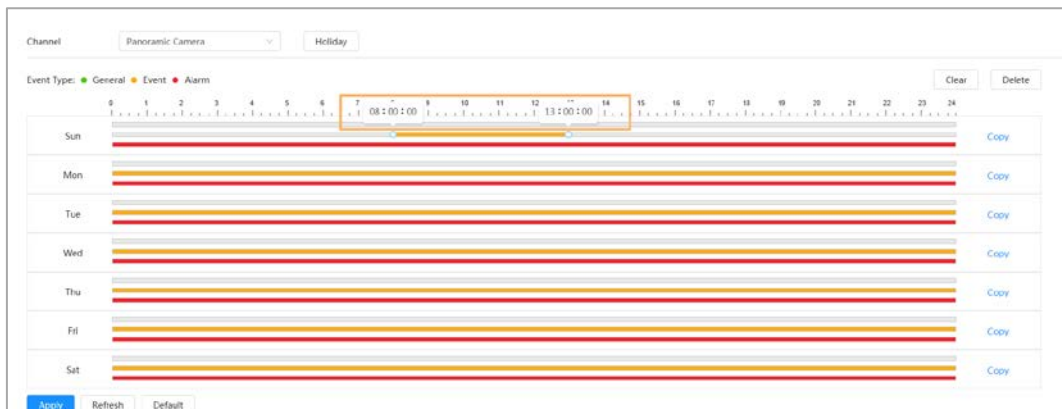 Channel Panoramic Camera Holiday
Event Type: General Event Alarm Clear Delete
0 1 2 3 4 5 6 7 8 9 10 11 12 13 14 15 16 17 18 19 20 21 22 23 24
08:00:00 13:00:00
Sun Copy
Mon Copy
Tue Copy
Wed Copy
Thu Copy
Fri Copy
Sat Copy
Apply Refresh Default